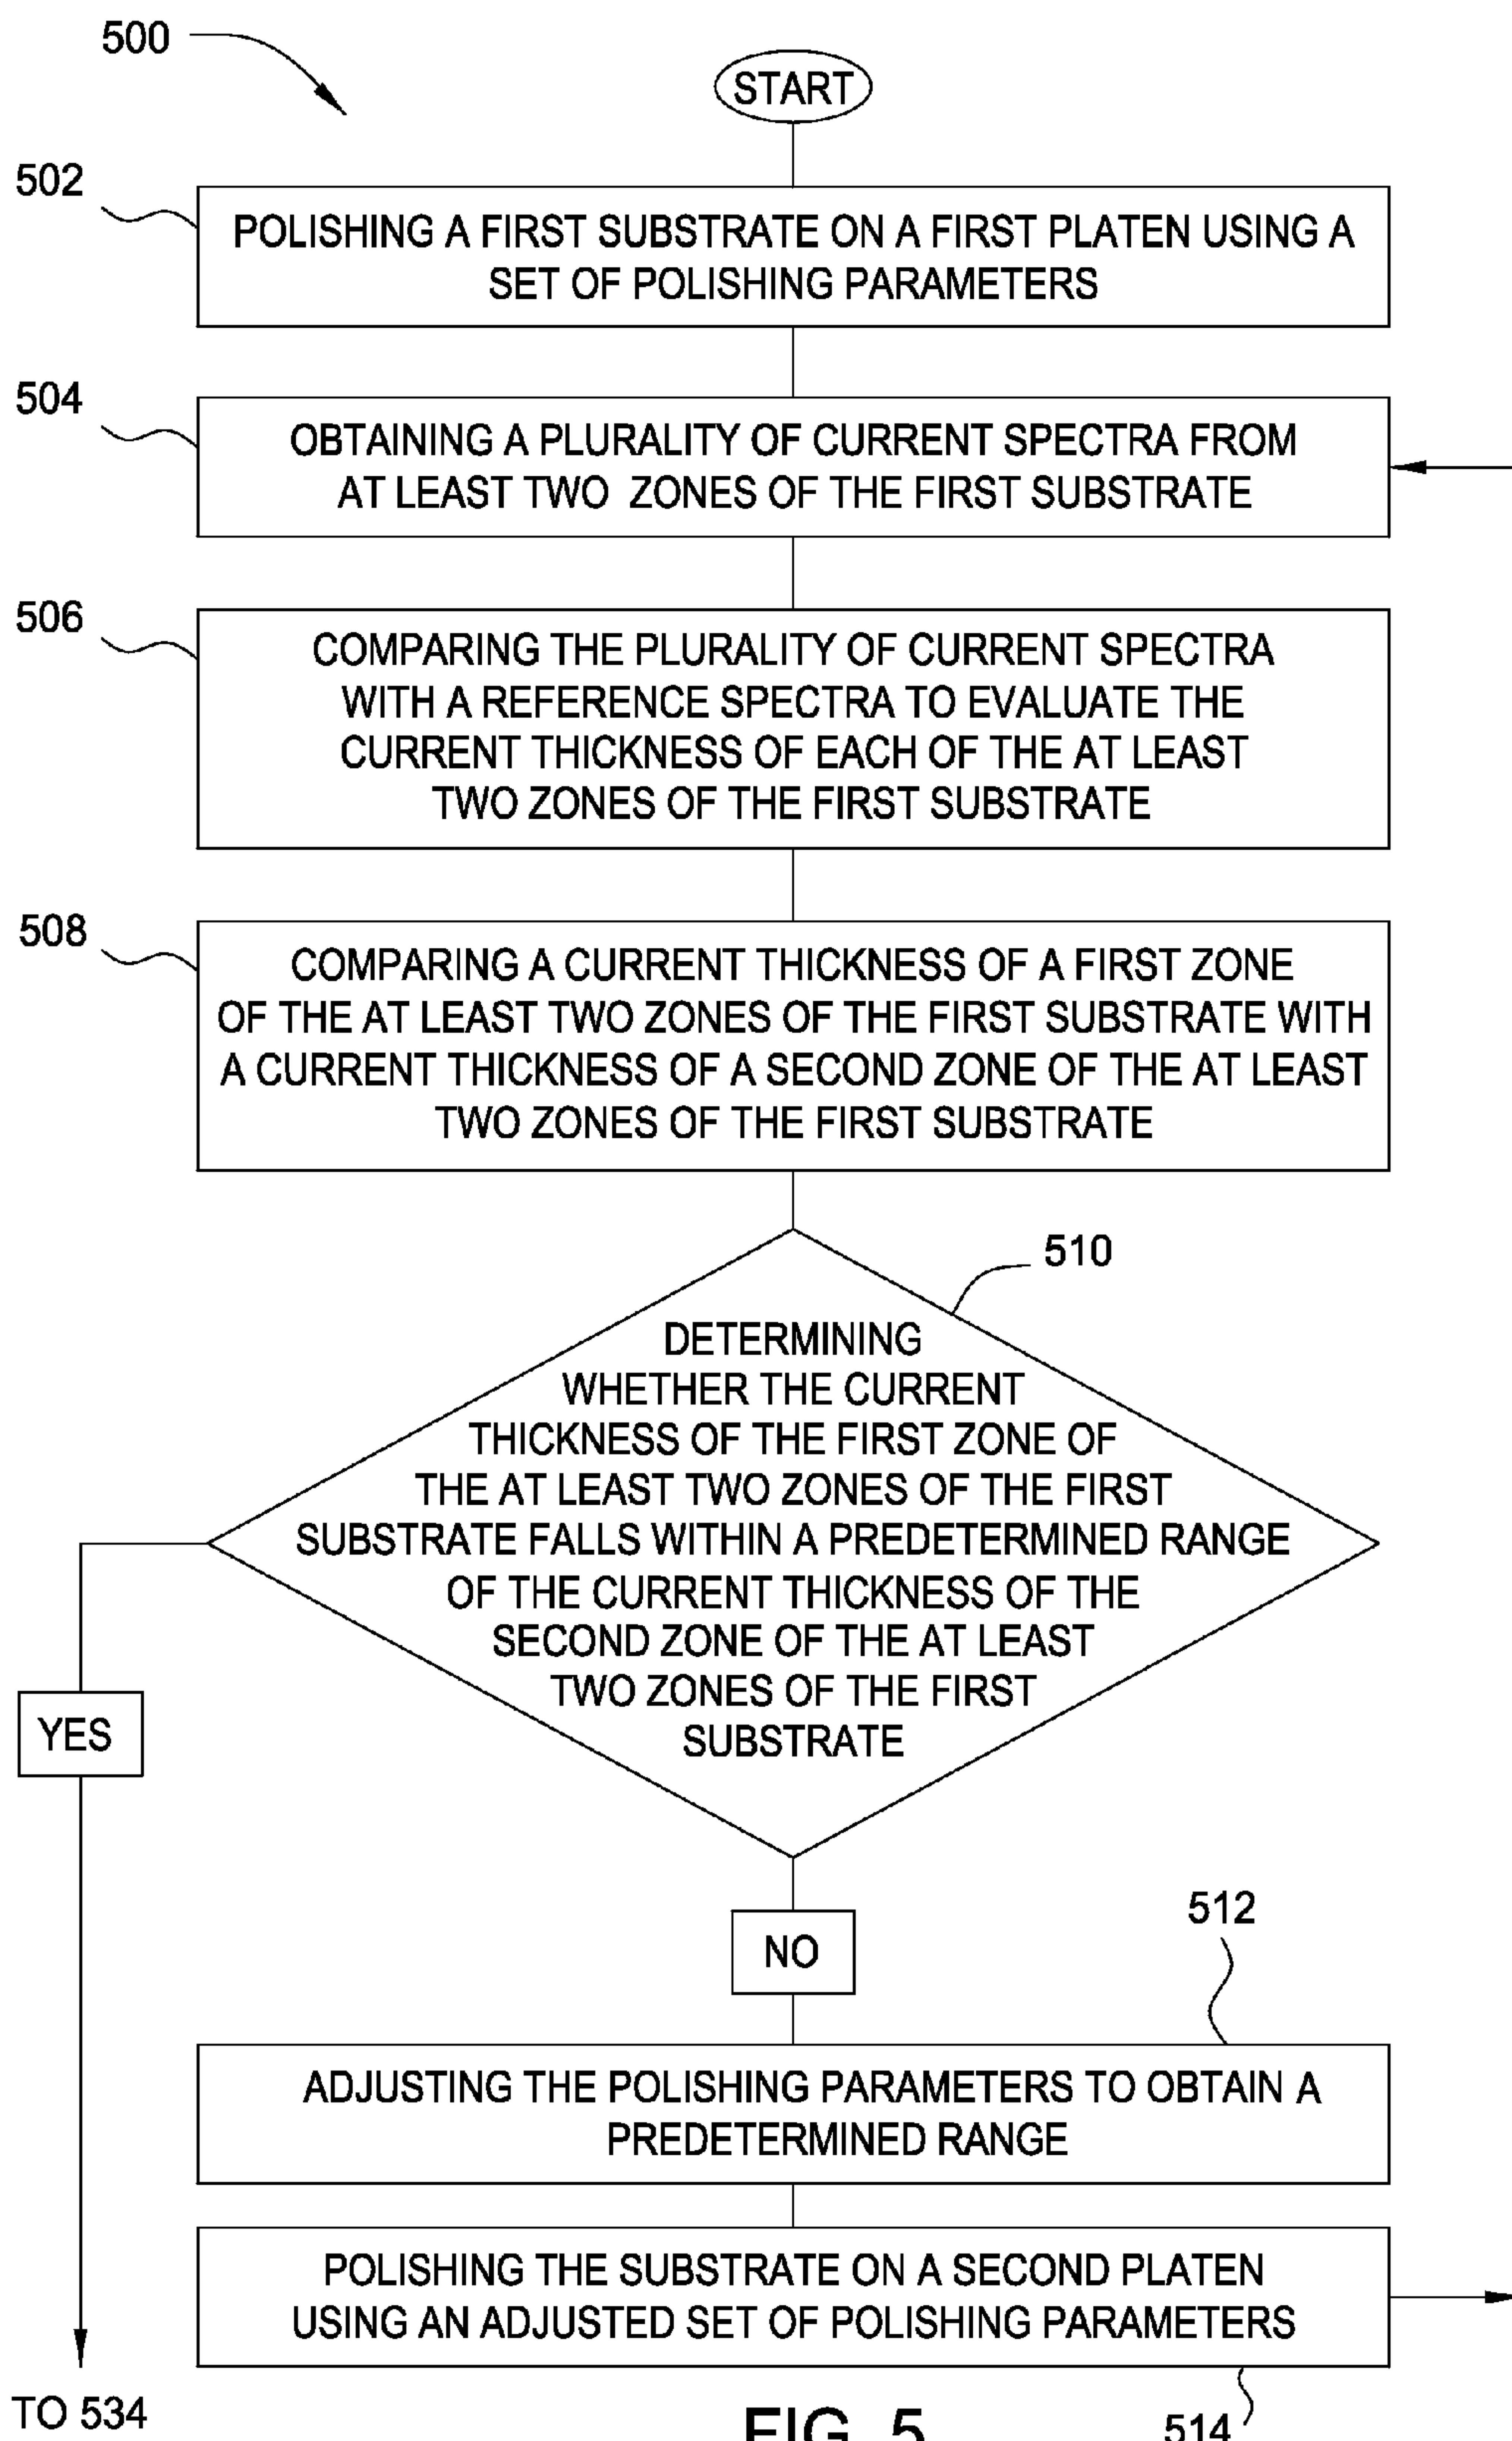 500
START
502
POLISHING A FIRST SUBSTRATE ON A FIRST PLATEN USING A
SET OF POLISHING PARAMETERS
504
OBTAINING A PLURALITY OF CURRENT SPECTRA FROM
AT LEAST TWO ZONES OF THE FIRST SUBSTRATE
506
COMPARING THE PLURALITY OF CURRENT SPECTRA
WITH A REFERENCE SPECTRA TO EVALUATE THE
CURRENT THICKNESS OF EACH OF THE AT LEAST
TWO ZONES OF THE FIRST SUBSTRATE
508
COMPARING A CURRENT THICKNESS OF A FIRST ZONE
OF THE AT LEAST TWO ZONES OF THE FIRST SUBSTRATE WITH
A CURRENT THICKNESS OF A SECOND ZONE OF THE AT LEAST
TWO ZONES OF THE FIRST SUBSTRATE
510
DETERMINING
WHETHER THE CURRENT
THICKNESS OF THE FIRST ZONE OF
THE AT LEAST TWO ZONES OF THE FIRST
SUBSTRATE FALLS WITHIN A PREDETERMINED RANGE
OF THE CURRENT THICKNESS OF THE
SECOND ZONE OF THE AT LEAST
TWO ZONES OF THE FIRST
SUBSTRATE
YES
NO
512
ADJUSTING THE POLISHING PARAMETERS TO OBTAIN A
PREDETERMINED RANGE
POLISHING THE SUBSTRATE ON A SECOND PLATEN
USING AN ADJUSTED SET OF POLISHING PARAMETERS
TO 534
FIG. 5
514